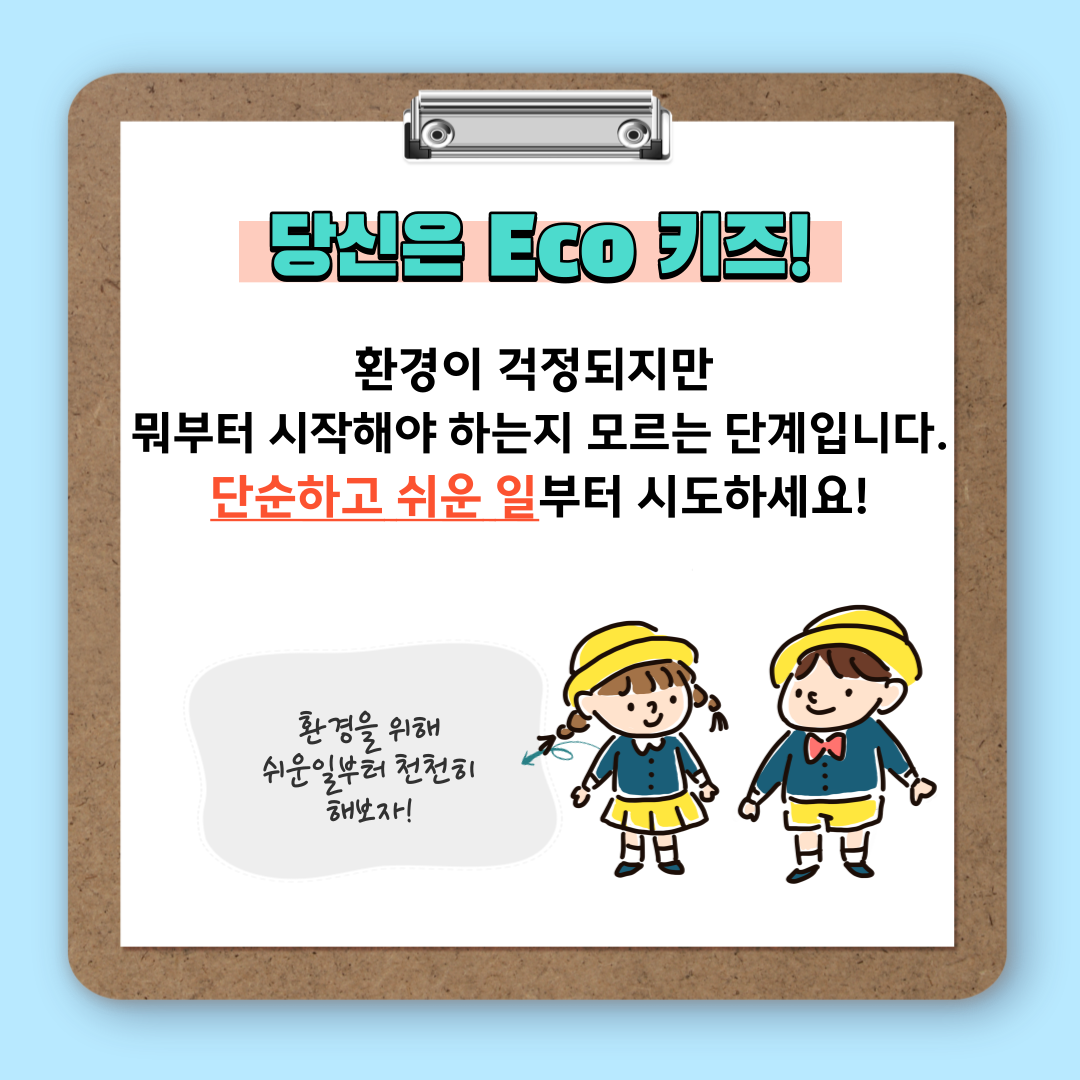 당신은 Eco 키즈!
환경이 걱정되지만
뭐부터 시작해야 하는지 모르는 단계입니다.
단순하고 쉬운 일부터 시도하세요!
환경을 위해
쉬운일부터 천천히
해보자!